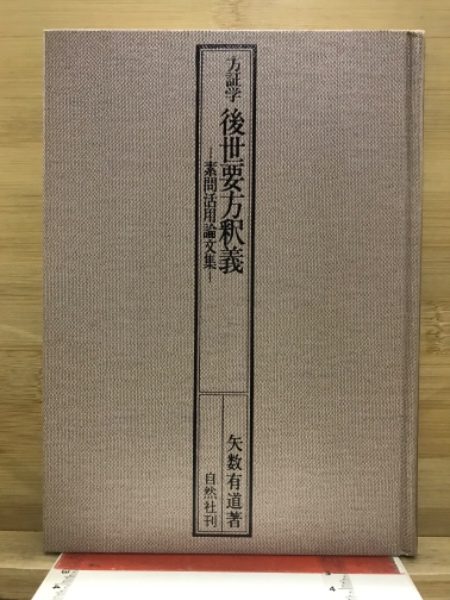 方証学
後世要方釈義
―素問活用論文集―
矢数有道著
自然社刊